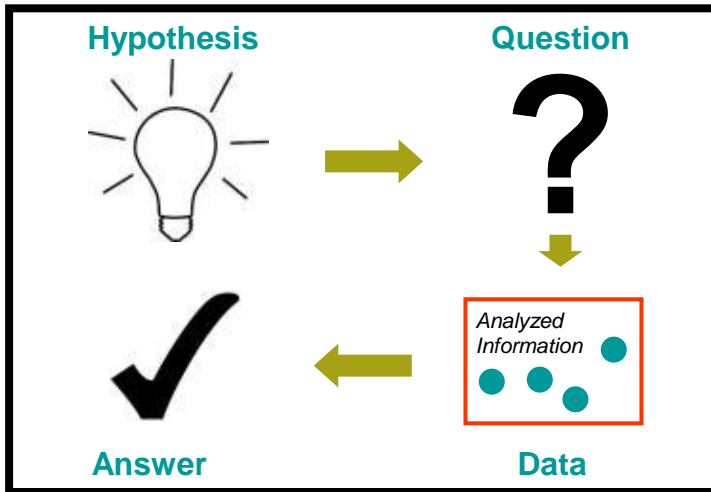 Hypothesis
Question
?
Analyzed
Information
Answer
Data